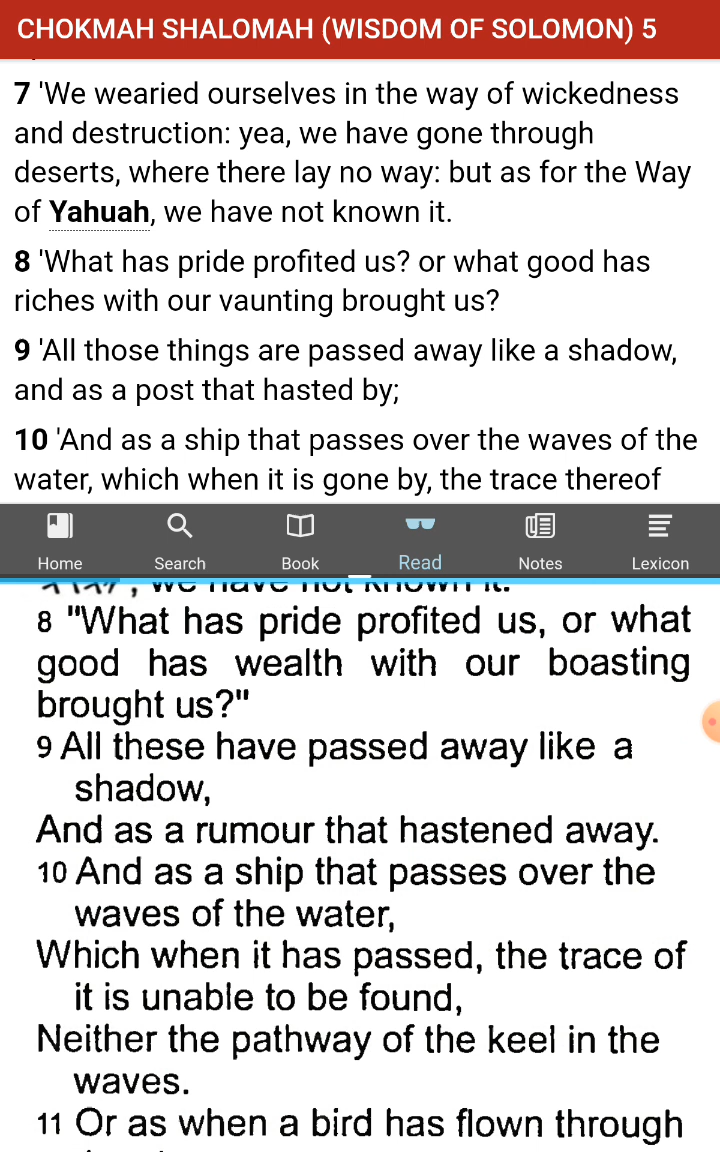 CHOKMAH SHALOMAH (WISDOM OF SOLOMON) 5
7 'We wearied ourselves in the way of wickedness
and destruction: yea, we have gone through
deserts, where there lay no way: but as for the Way
of Yahuah, we have not known it.
8 'What has pride profited us? or what good has
riches with our vaunting brought us?
9 'All those things are passed away like a shadow,
and as a post that hasted by;
10 'And as a ship that passes over the waves of the
water, which when it is gone by, the trace thereof
Home Search Book Read Notes Lexicon
, we have not known it.
8 "What has pride profited us, or what
good has wealth with our boasting
brought us?"
9 All these have passed away like a
shadow,
And as a rumour that hastened away.
10 And as a ship that passes over the
waves of the water,
Which when it has passed, the trace of
it is unable to be found,
Neither the pathway of the keel in the
waves.
11 Or as when a bird has flown through